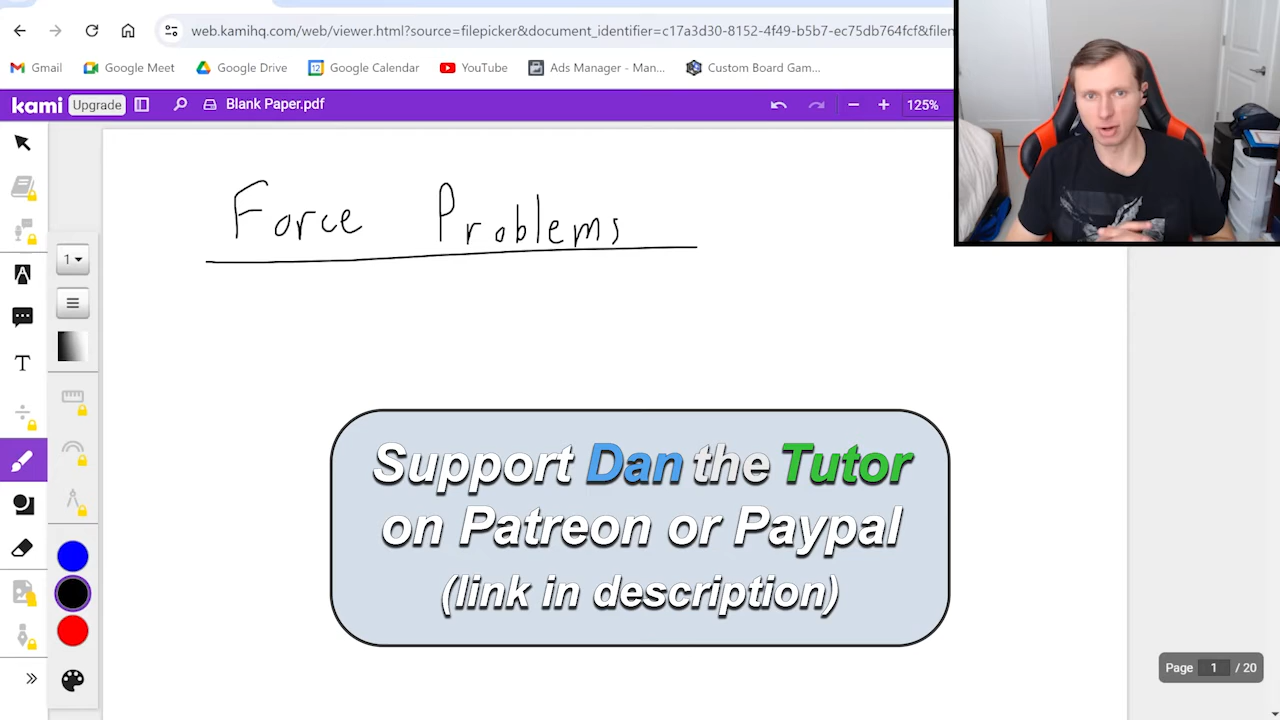 web.kamihq.com/web/viewer.html?source=filepicker&document_identifier=c17a3d30-8152-4f49-b5b7-ec75db764fcf&filen
Gmail Google Meet Google Drive Google Calendar YouTube Ads Manager - Man... Custom Board Gam...
kami Upgrade Blank Paper.pdf 125%
Force Problems
1
T
Support Dan the Tutor
on Patreon or Paypal
(link in description)
Page 1 / 20